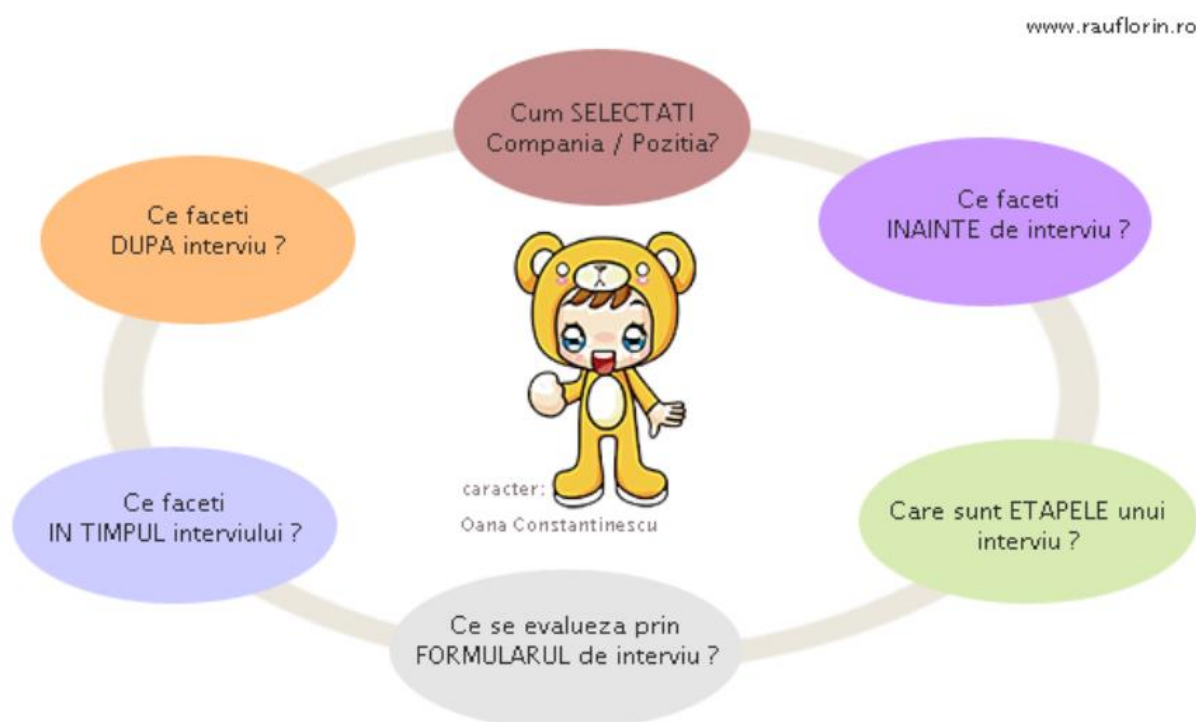 www.rauflorin.ro
Cum SELECTATI
Compania / Pozitia?
Ce faceti
INAINTE de interviu ?
Care sunt ETAPELE unui
interviu ?
Ce se evalueza prin
FORMULARUL de interviu ?
Ce faceti
IN TIMPUL interviului ?
Ce faceti
DUPA interviu ?
caracter:
Oana Constantinescu